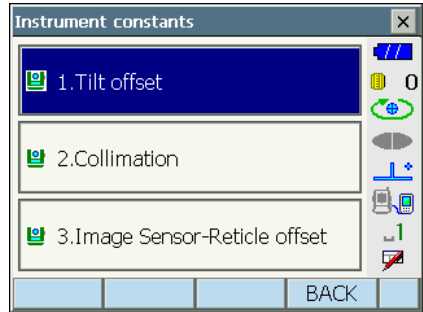 Instrument constants
1.Tilt offset
0
2.Collimation
3.Image Sensor-Reticle offset
1
BACK